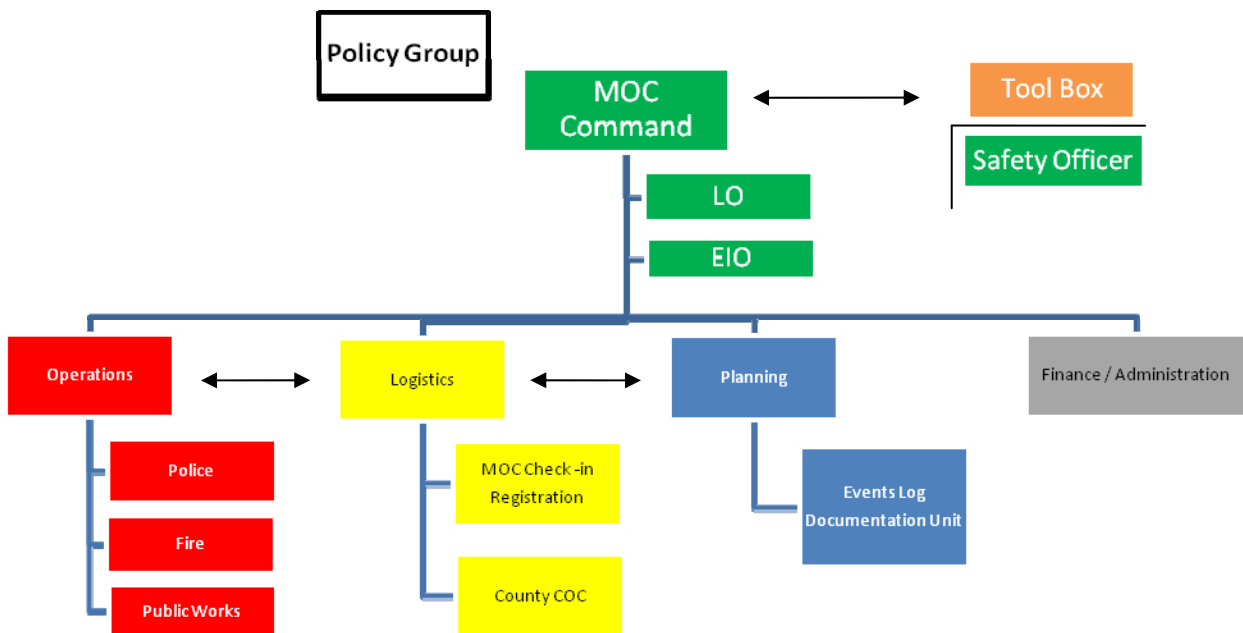 Policy Group
MOC
Command
Tool Box
Safety Officer
LO
EIO
Operations
Logistics
Planning
Finance / Administration
Police
Fire
Public Works
MOC Check -in
Registration
County COC
Events Log
Documentation Unit